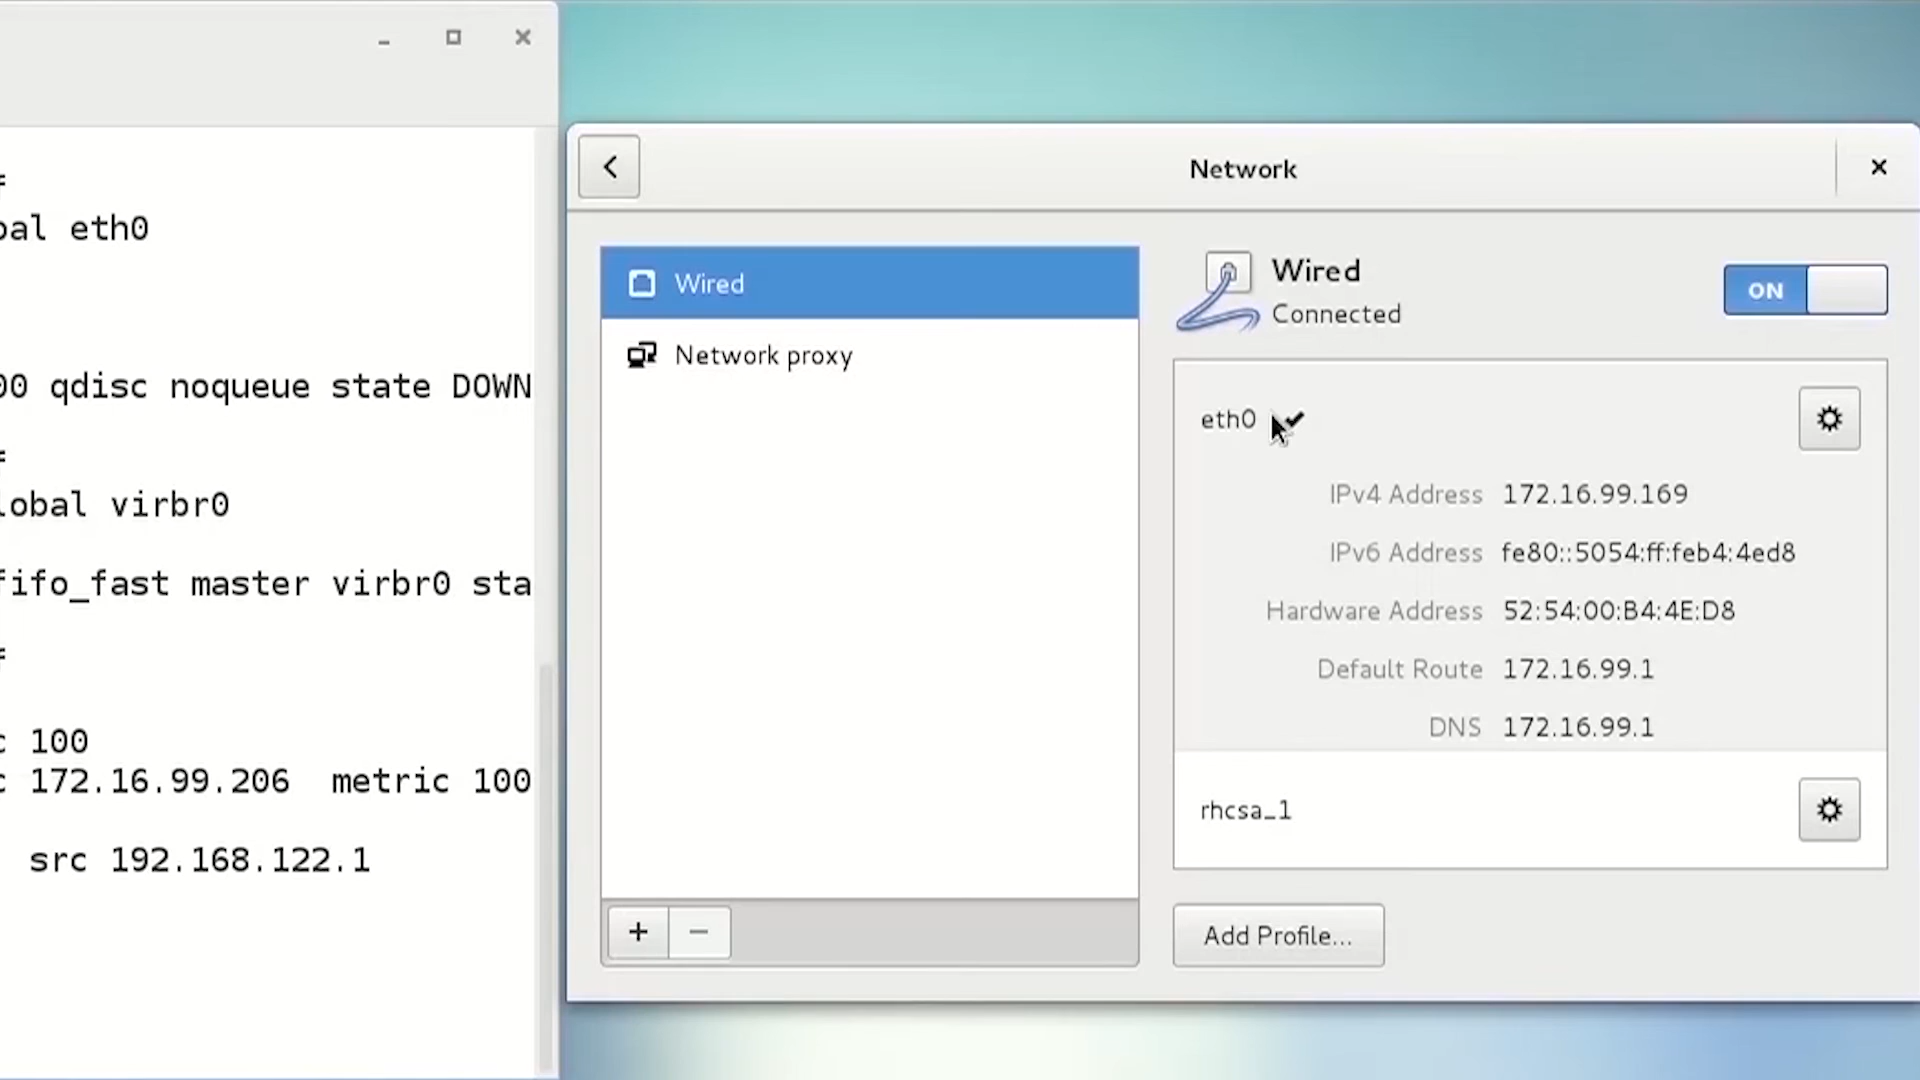 bal eth0
00 qdisc noqueue state DOWN
lobal virbr0
fifo_fast master virbr0 sta
c 100
c 172.16.99.206 metric 100
src 192.168.122.1
Network
Wired
Network proxy
Wired
Connected
ON
eth0
IPv4 Address 172.16.99.169
IPv6 Address fe80::5054:ff:feb4:4ed8
Hardware Address 52:54:00:B4:4E:D8
Default Route 172.16.99.1
DNS 172.16.99.1
rhcsa_1
Add Profile...